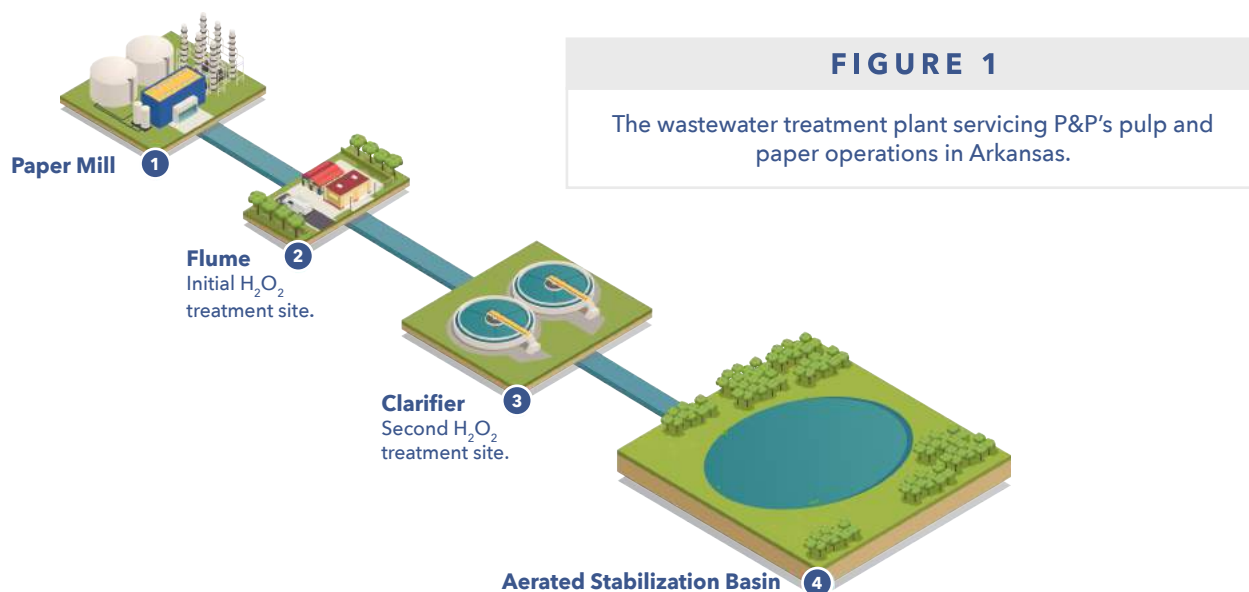 FIGURE 1
The wastewater treatment plant servicing P&P's pulp and
paper operations in Arkansas.
Paper Mill 1
Flume 2
Initial H₂O₂
treatment site.
Clarifier 3
Second H₂O₂
treatment site.
Aerated Stabilization Basin 4